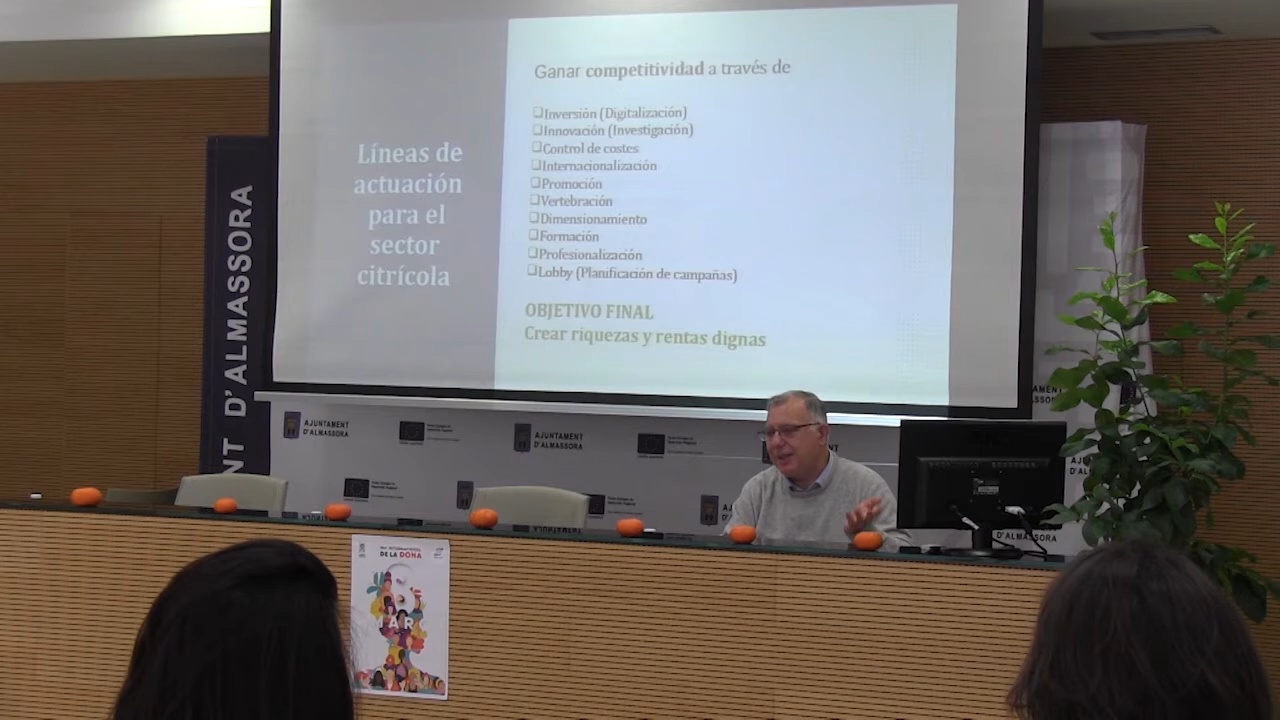 Líneas de
actuación
para el
sector
citrícola
Ganar competitividad a través de
Inversión (Digitalización)
Innovación (Investigación)
Control de costes
Internacionalización
Promoción
Vertebración
Dimensionamiento
Formación
Profesionalización
Lobby (Planificación de campañas)
OBJETIVO FINAL
Crear riquezas y rentas dignas
NT D'ALMASSORA
AJUNTAMENT
D'ALMASSORA
AJUNTAMENT
D'ALMASSORA
DE LA DONA
8
MARÇ